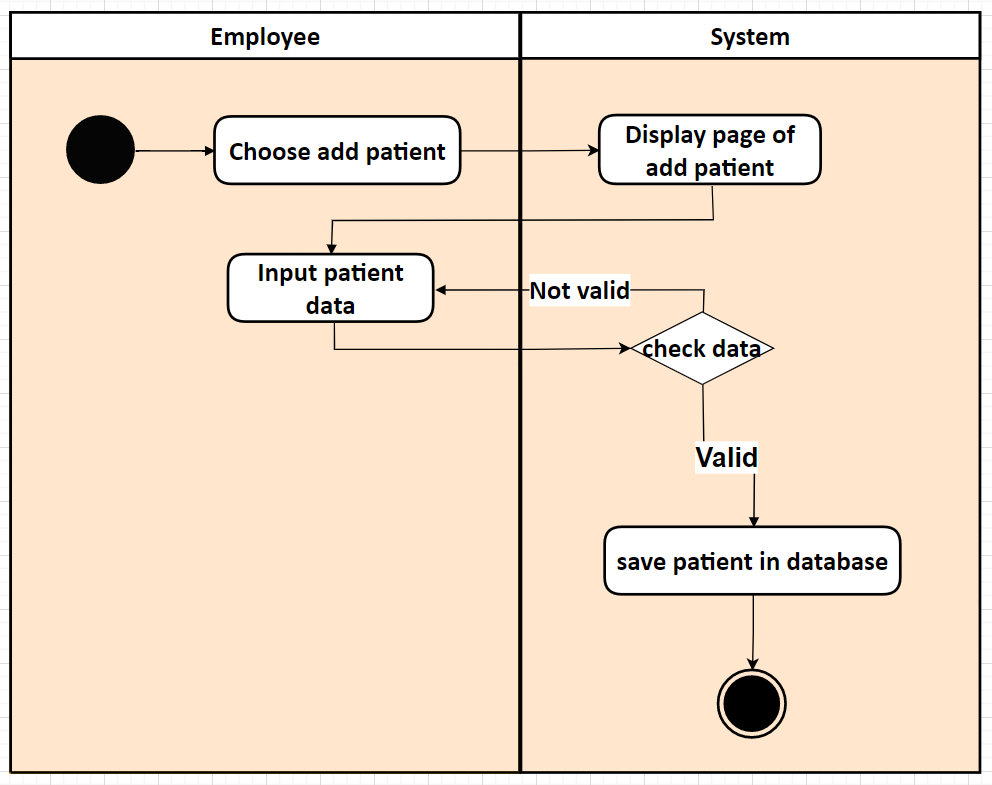 Employee
System
Choose add patient
Display page of
add patient
Input patient
data
Not valid
check data
Valid
save patient in database